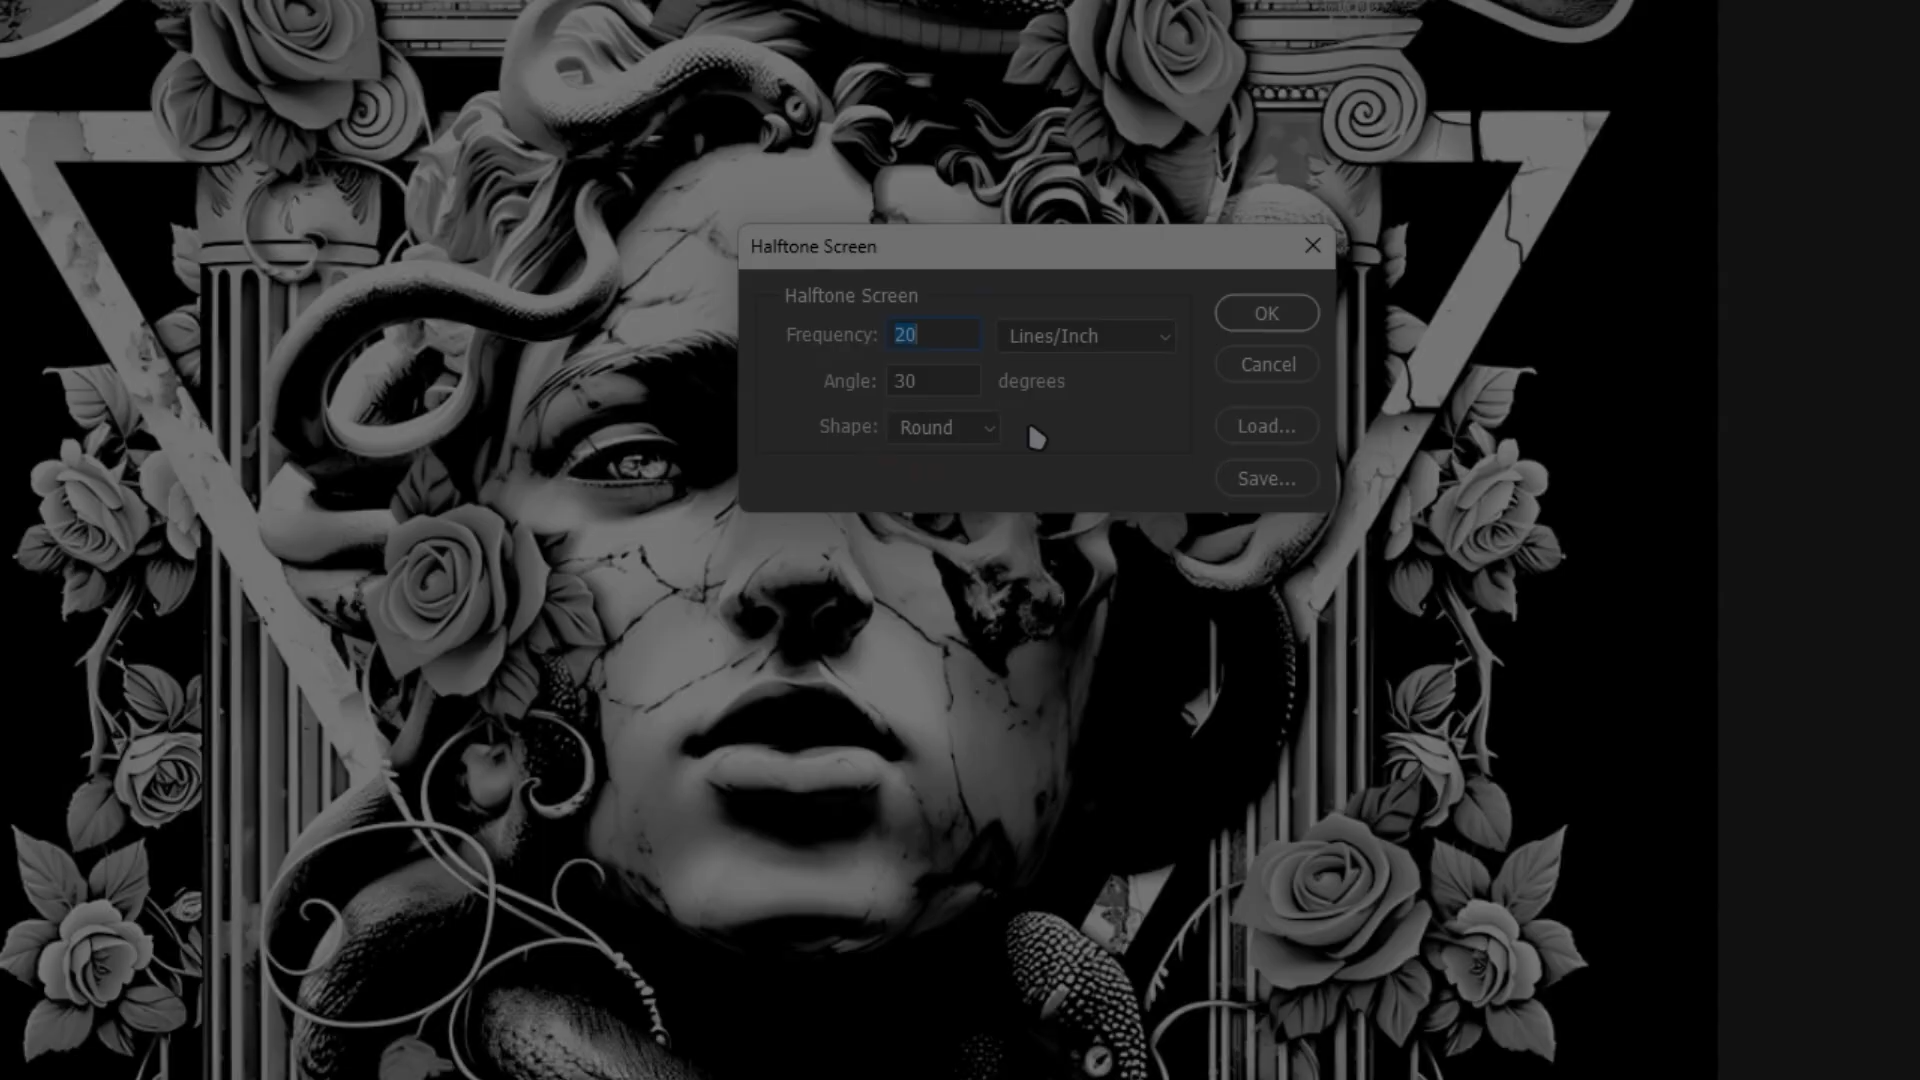 Halftone Screen
Halftone Screen
Frequency: 20 Lines/Inch
Angle: 30 degrees
Shape: Round
OK
Cancel
Load...
Save...